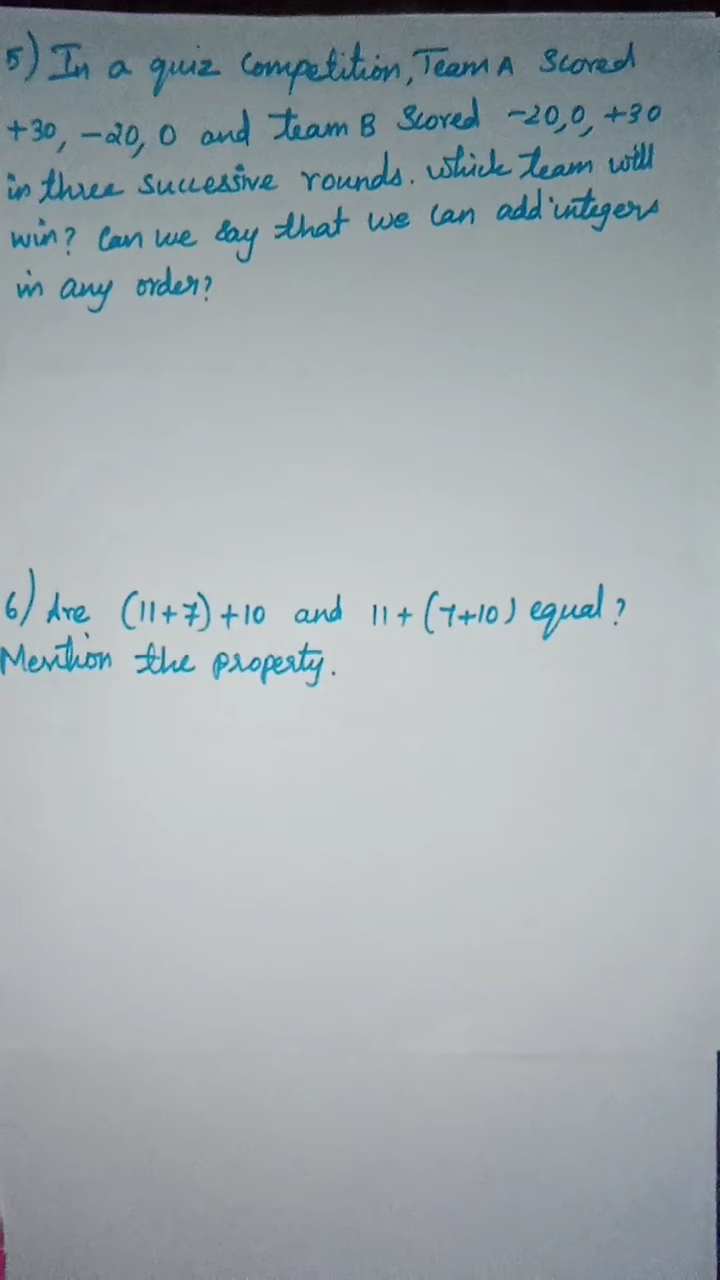 5) In a quiz competition, Team A Scored
+30, -20, 0 and team B Scored -20,0, +30
in three successive rounds. which team will
win? Can we say that we can add integers
in any order?
6) Are (11+7)+10 and 11+(7+10) equal?
Mention the property.